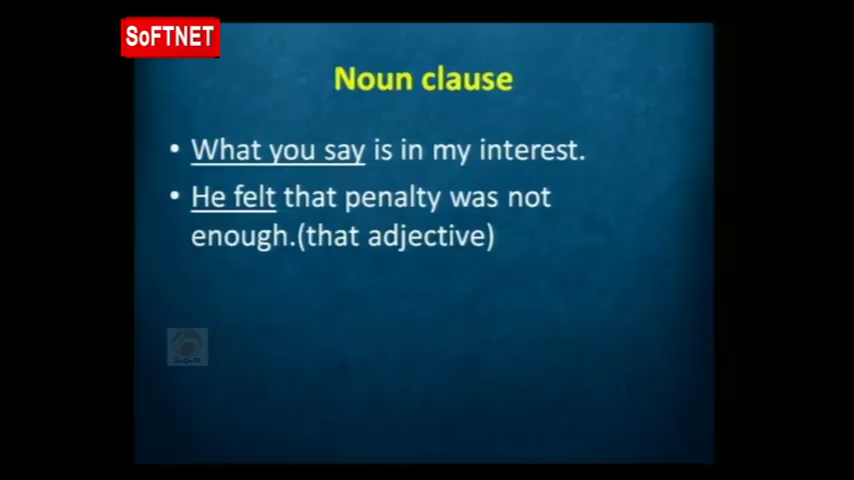 SoFTNET
Noun clause
• What you say is in my interest.
• He felt that penalty was not
enough.(that adjective)